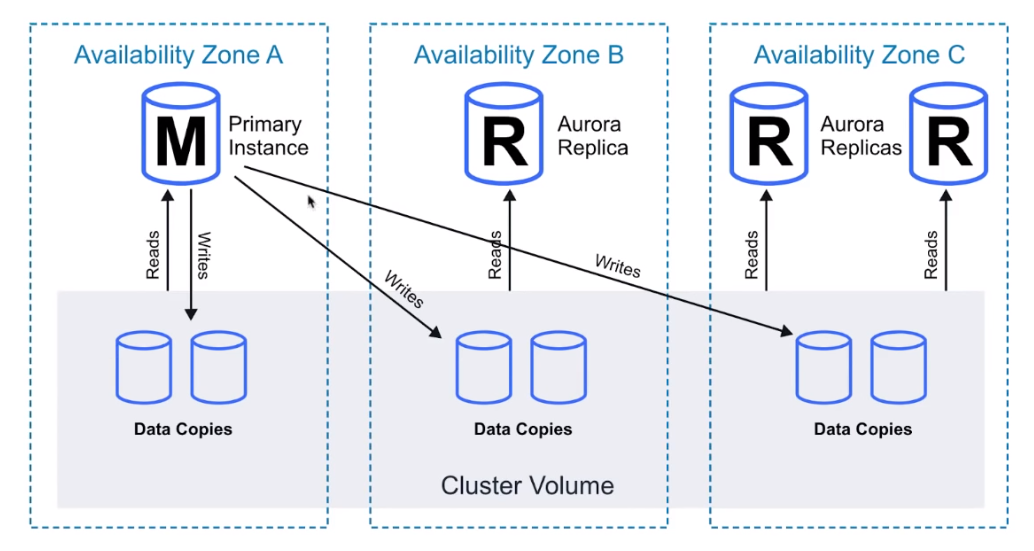 Availability Zone A
Availability Zone B
Availability Zone C
M
Primary
Instance
R
Aurora
Replica
R
Aurora
Replicas
R
Reads
Writes
Writes
Reads
Writes
Reads
Reads
Data Copies
Data Copies
Data Copies
Cluster Volume